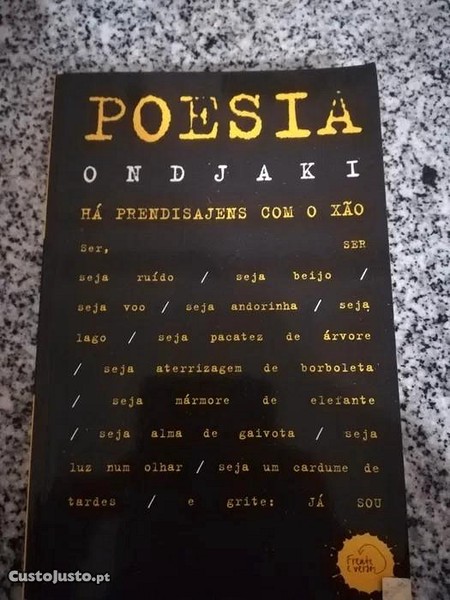 POESIA
ONDJAKI
HÁ PRENDISAJENS COM O XÃO
Ser, SER
seja ruído / seja beijo /
seja voo / seja andorinha / seja
lago / seja pacatez de árvore
/ seja aterrizagem de borboleta
/ seja mármore de elefante
/ seja alma de gaivota / seja
luz num olhar / seja um cardume de
tardes / e grite: JÁ SOU
Frente
e verso
CustoJusto.pt